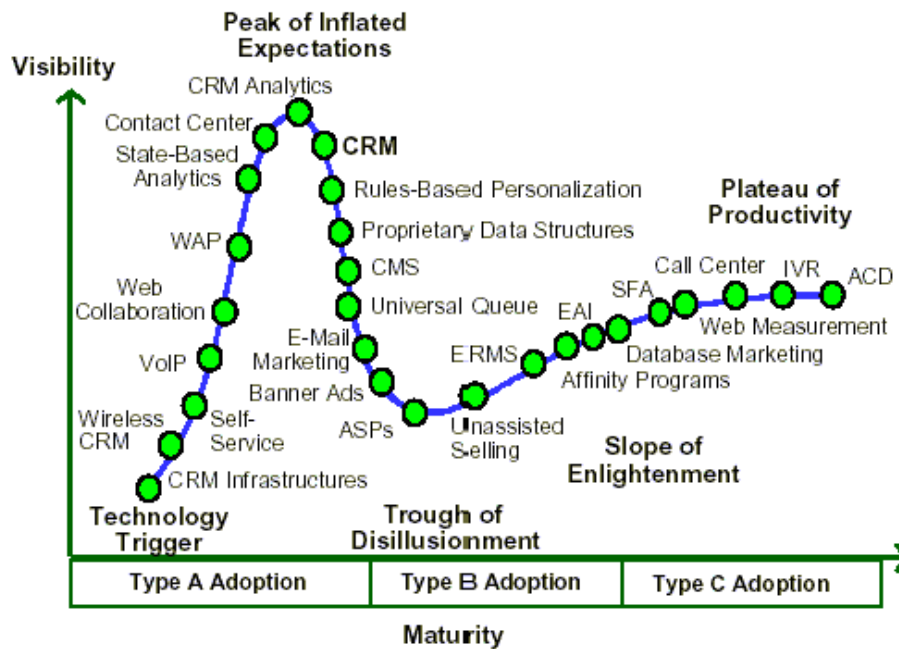 Peak of Inflated
Expectations
Visibility
CRM Analytics
Contact Center
CRM
State-Based
Analytics
Rules-Based Personalization
Plateau of
Productivity
Proprietary Data Structures
WAP
CMS
Call Center
IVR
ACD
Web
Collaboration
Universal Queue
SFA
EAI
Web Measurement
E-Mail
Marketing
VoIP
ERMS
Database Marketing
Banner Ads
Affinity Programs
Wireless
CRM
Self-
Service
ASPs
Unassisted
Selling
Slope of
Enlightenment
CRM Infrastructures
Technology
Trigger
Trough of
Disillusionment
Type A Adoption
Type B Adoption
Type C Adoption
Maturity